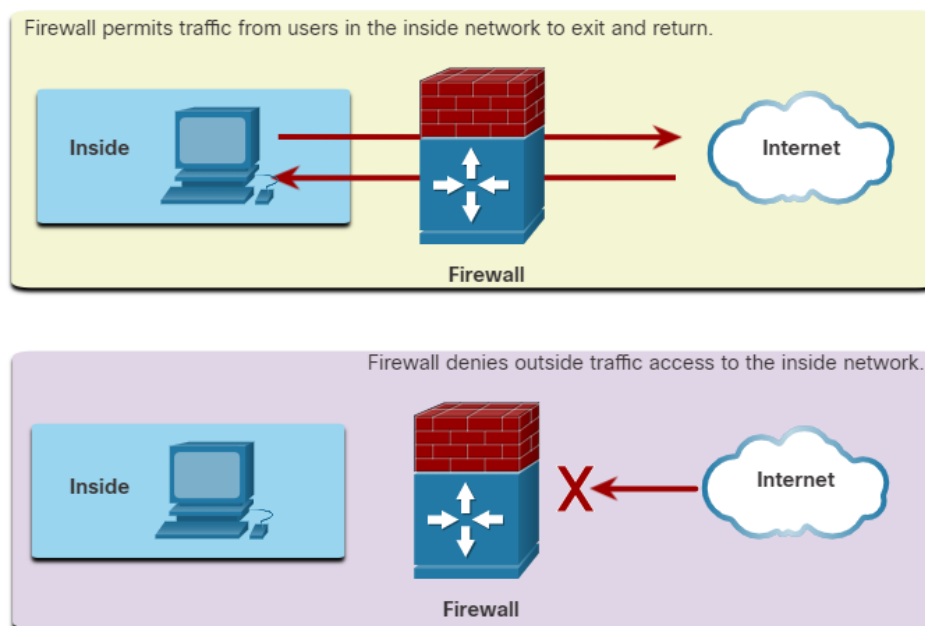 Firewall permits traffic from users in the inside network to exit and return.
Inside
Internet
Firewall
Firewall denies outside traffic access to the inside network.
Inside
Internet
X
Firewall